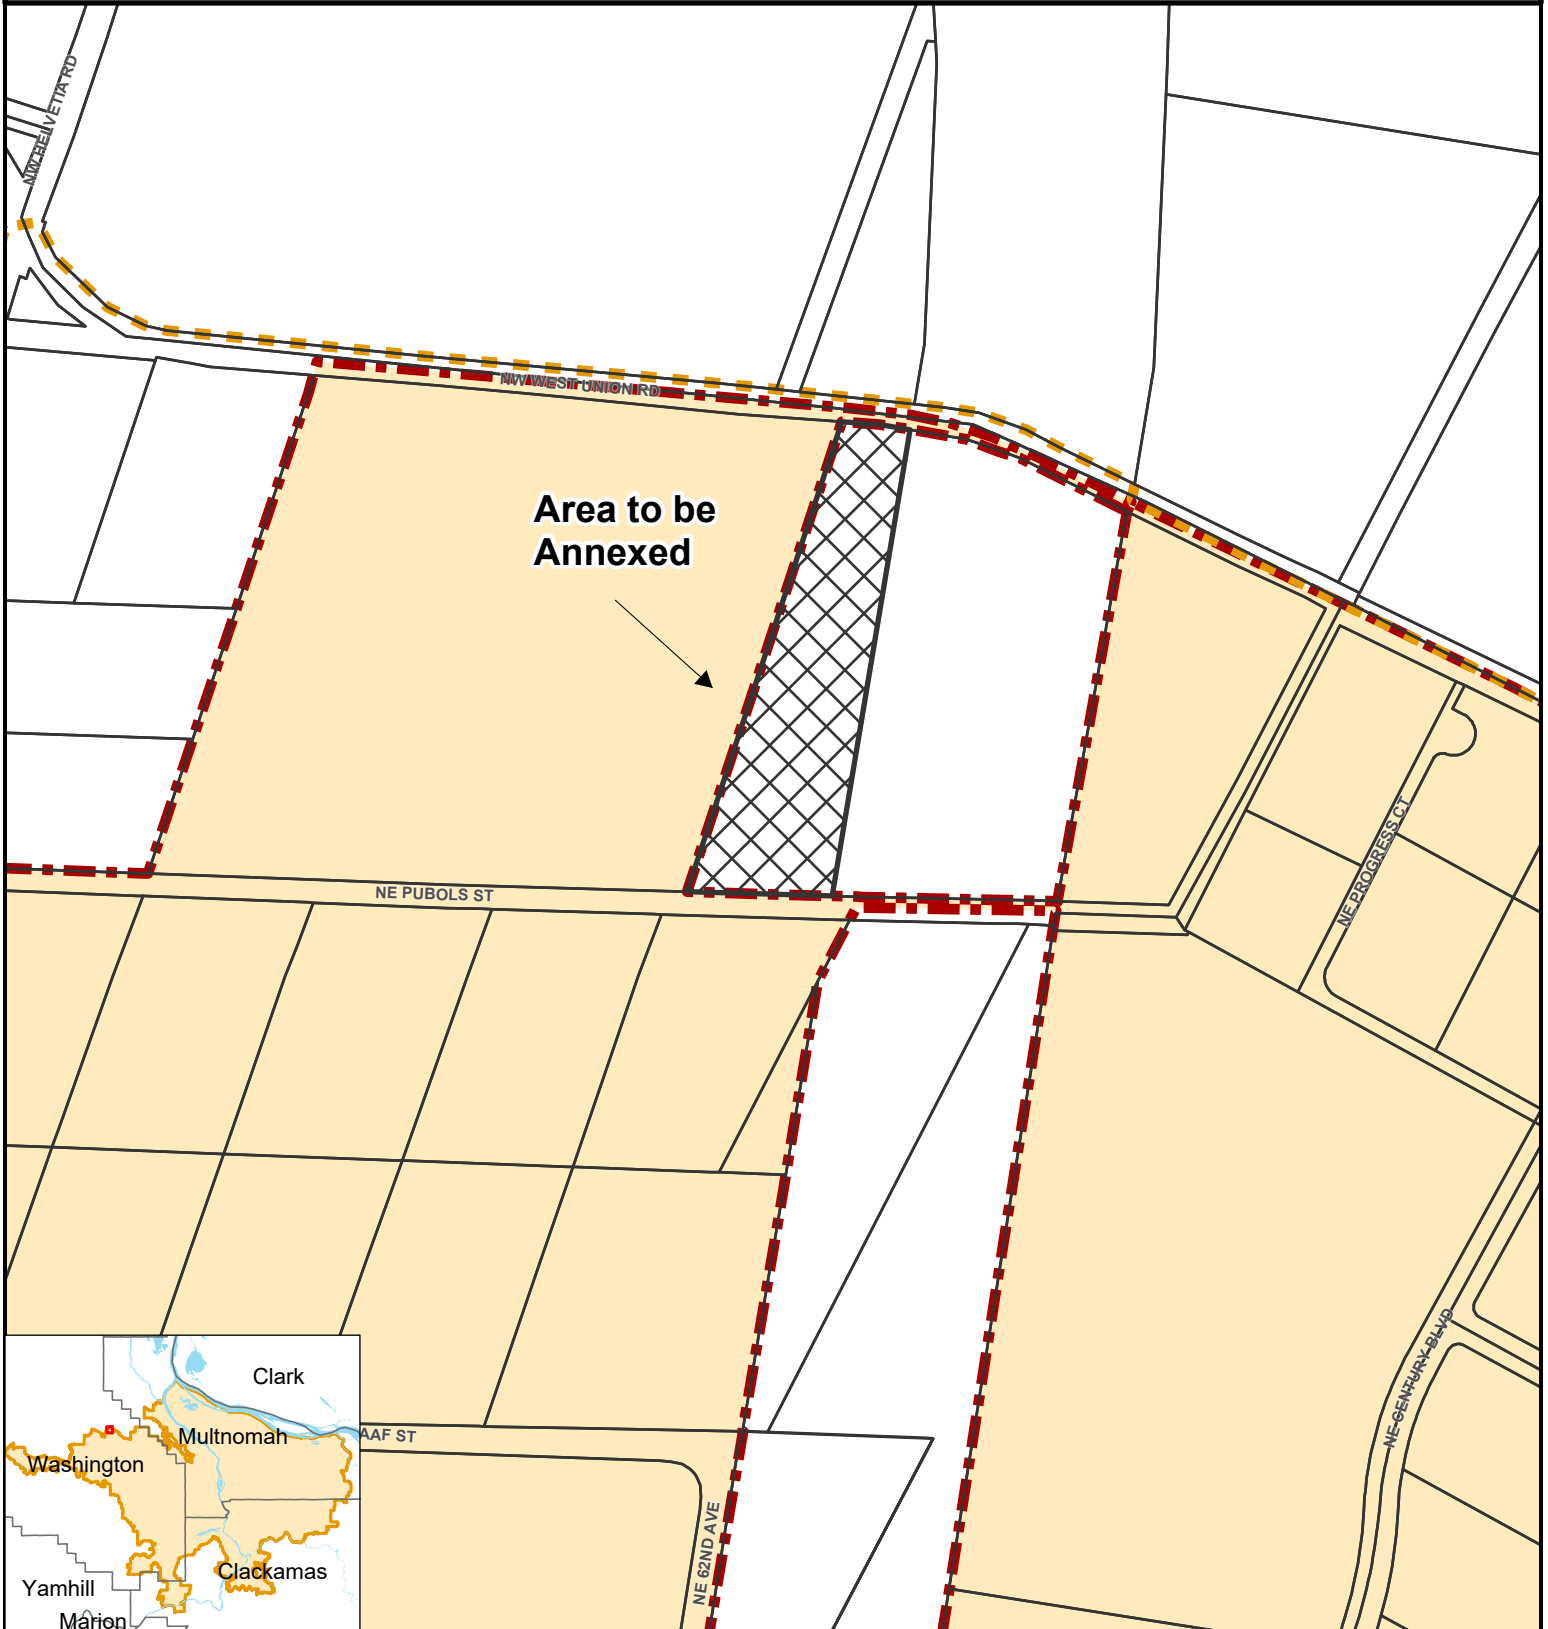 NW HELVETIA RD
NW WEST UNION RD
Area to be
Annexed
NE PUBOLS ST
NE PROGRESS CT
NE CENTURY BLVD
AAF ST
NE 62ND AVE
Clark
Multnomah
Washington
Clackamas
Yamhill
Marion